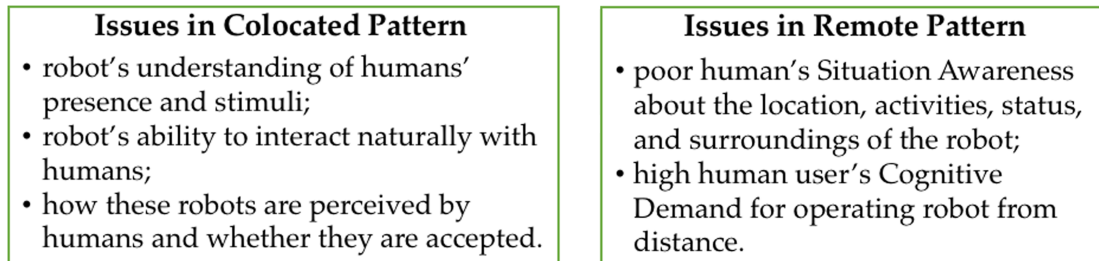 Issues in Colocated Pattern
• robot's understanding of humans'
presence and stimuli;
• robot's ability to interact naturally with
humans;
• how these robots are perceived by
humans and whether they are accepted.
Issues in Remote Pattern
• poor human's Situation Awareness
about the location, activities, status,
and surroundings of the robot;
• high human user's Cognitive
Demand for operating robot from
distance.